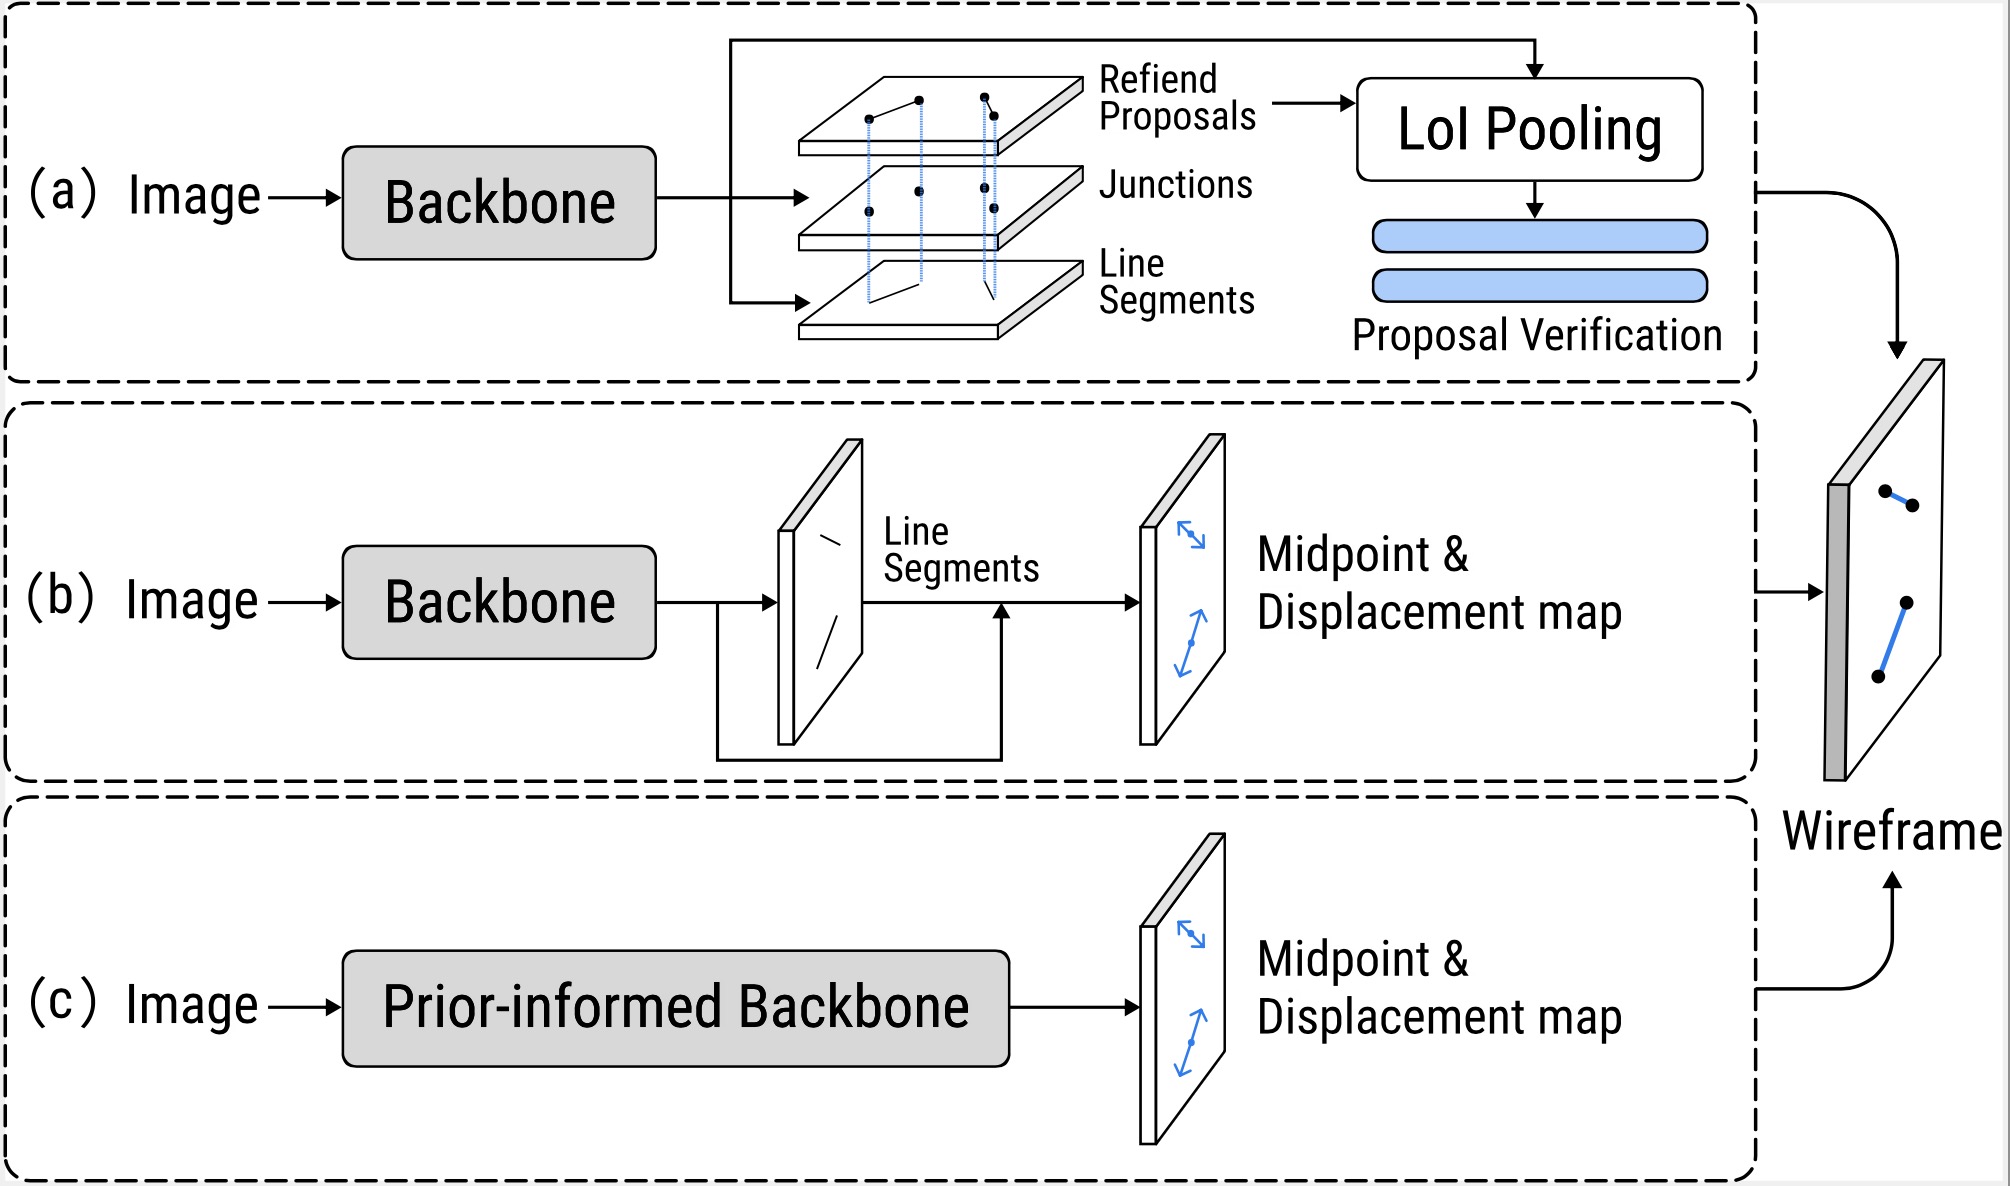 (a) Image
Backbone
Refiend
Proposals
Junctions
Line
Segments
LoI Pooling
Proposal Verification
(b) Image
Backbone
Line
Segments
Midpoint &
Displacement map
Wireframe
(c) Image
Prior-informed Backbone
Midpoint &
Displacement map